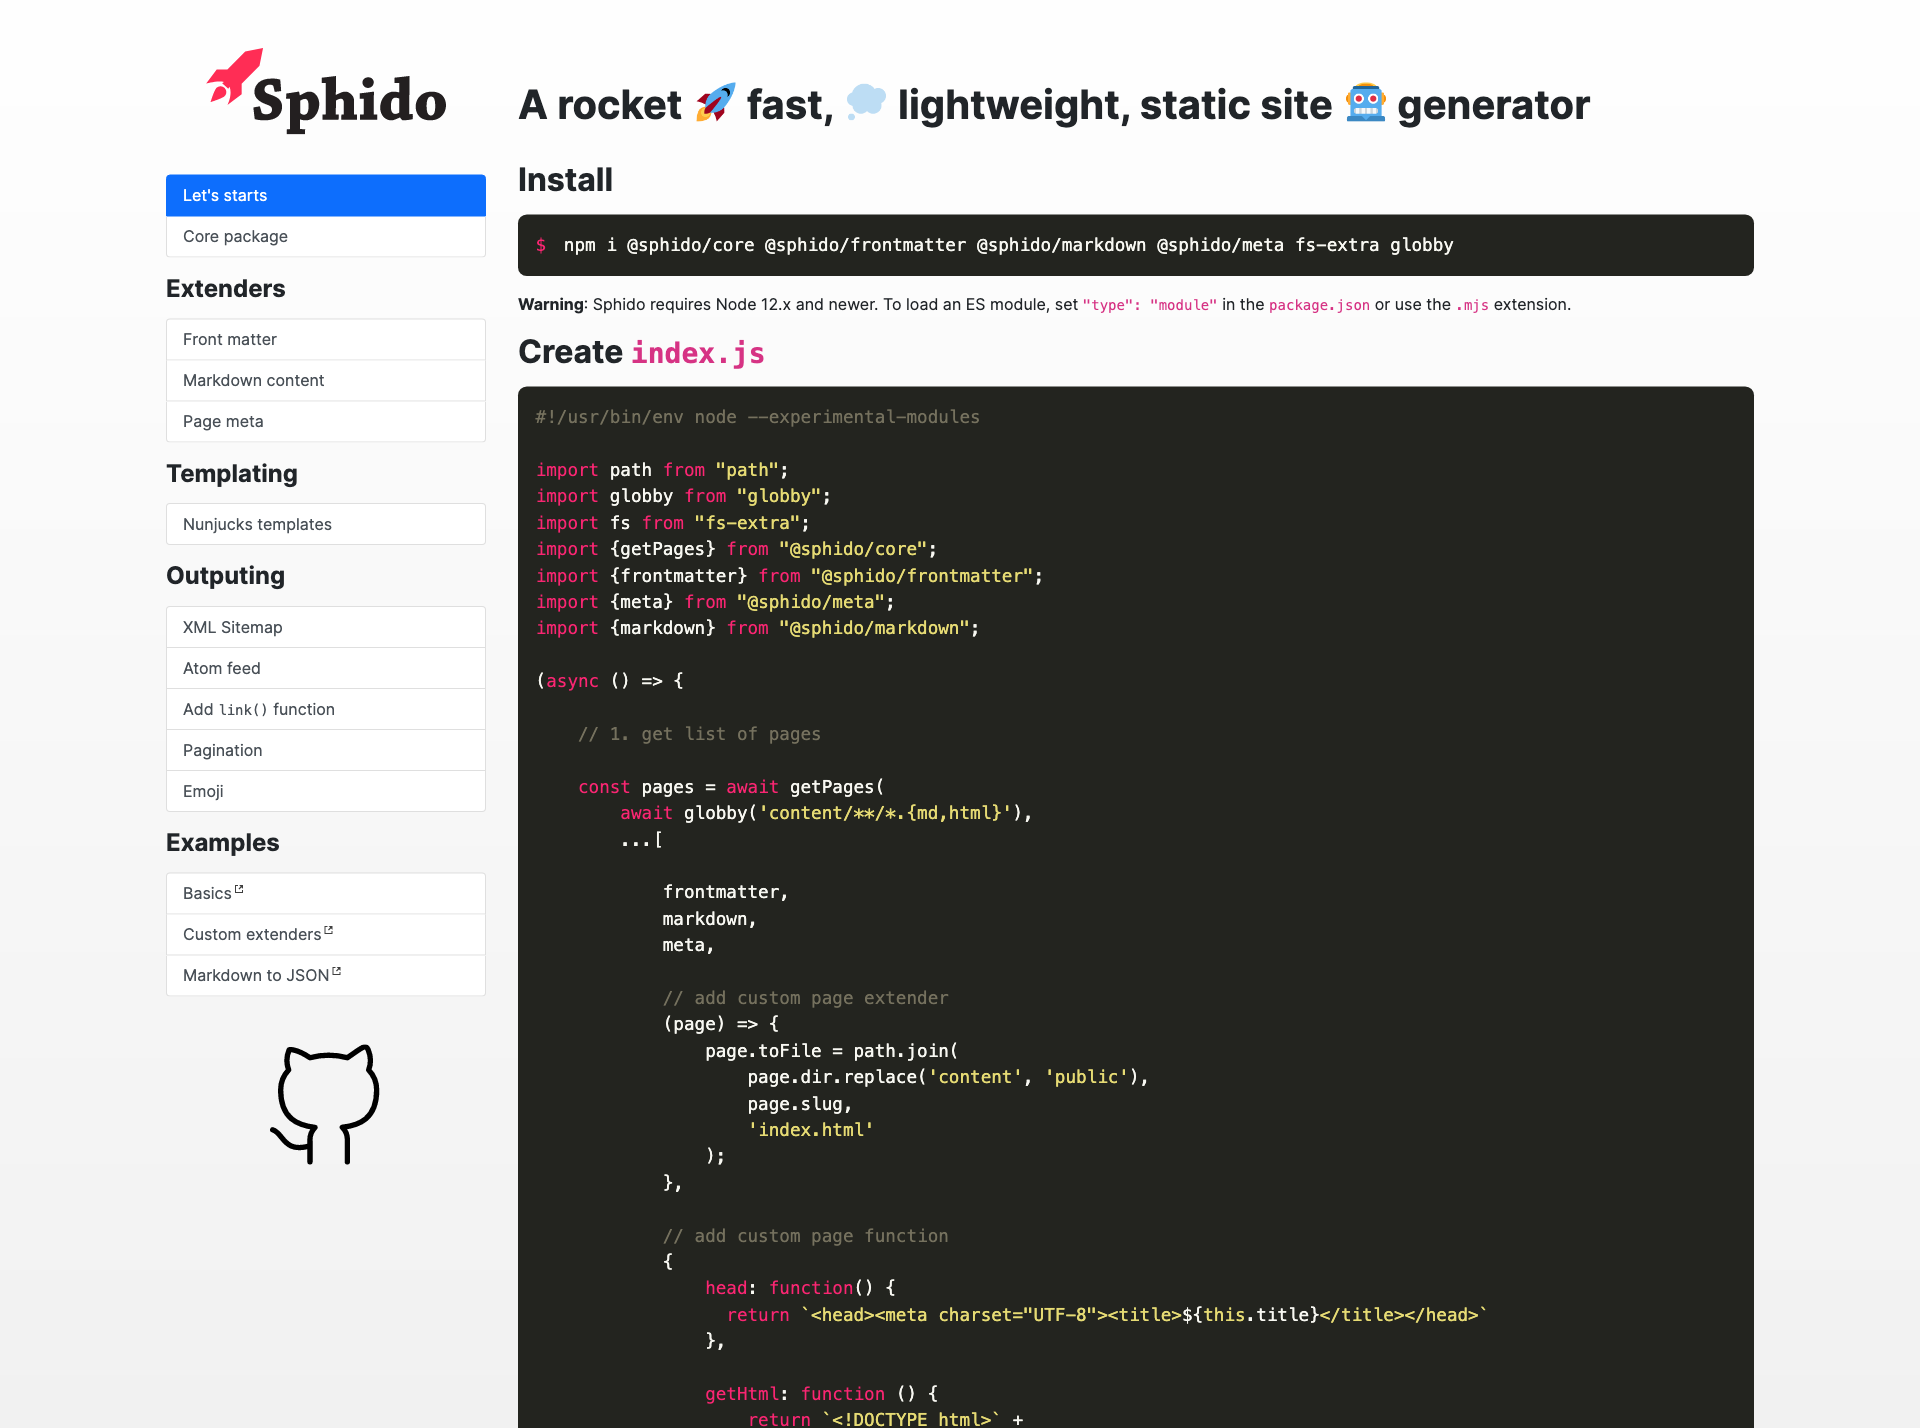 Sphido
Let's starts
Core package
Extenders
Front matter
Markdown content
Page meta
Templating
Nunjucks templates
Outputing
XML Sitemap
Atom feed
Add link() function
Pagination
Emoji
Examples
Basics
Custom extenders
Markdown to JSON
A rocket 🚀 fast, 💭 lightweight, static site 🤖 generator
Install
$ npm i @sphido/core @sphido/frontmatter @sphido/markdown @sphido/meta fs-extra globby
Warning: Sphido requires Node 12.x and newer. To load an ES module, set "type": "module" in the package.json or use the .mjs extension.
Create index.js
#!/usr/bin/env node --experimental-modules
import path from "path";
import globby from "globby";
import fs from "fs-extra";
import {getPages} from "@sphido/core";
import {frontmatter} from "@sphido/frontmatter";
import {meta} from "@sphido/meta";
import {markdown} from "@sphido/markdown";
(async () => {
// 1. get list of pages
const pages = await getPages(
await globby('content/**/*.{md,html}'),
...[
frontmatter,
markdown,
meta,
// add custom page extender
(page) => {
page.toFile = path.join(
page.dir.replace('content', 'public'),
page.slug,
'index.html'
);
},
// add custom page function
{
head: function() {
return `<head><meta charset="UTF-8"><title>${this.title}</title></head>`
},
getHtml: function () {
return `<!DOCTYPE html>` +